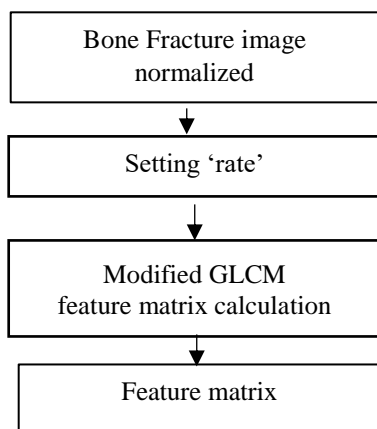 Bone Fracture image
normalized
Setting ‘rate’
Modified GLCM
feature matrix calculation
Feature matrix